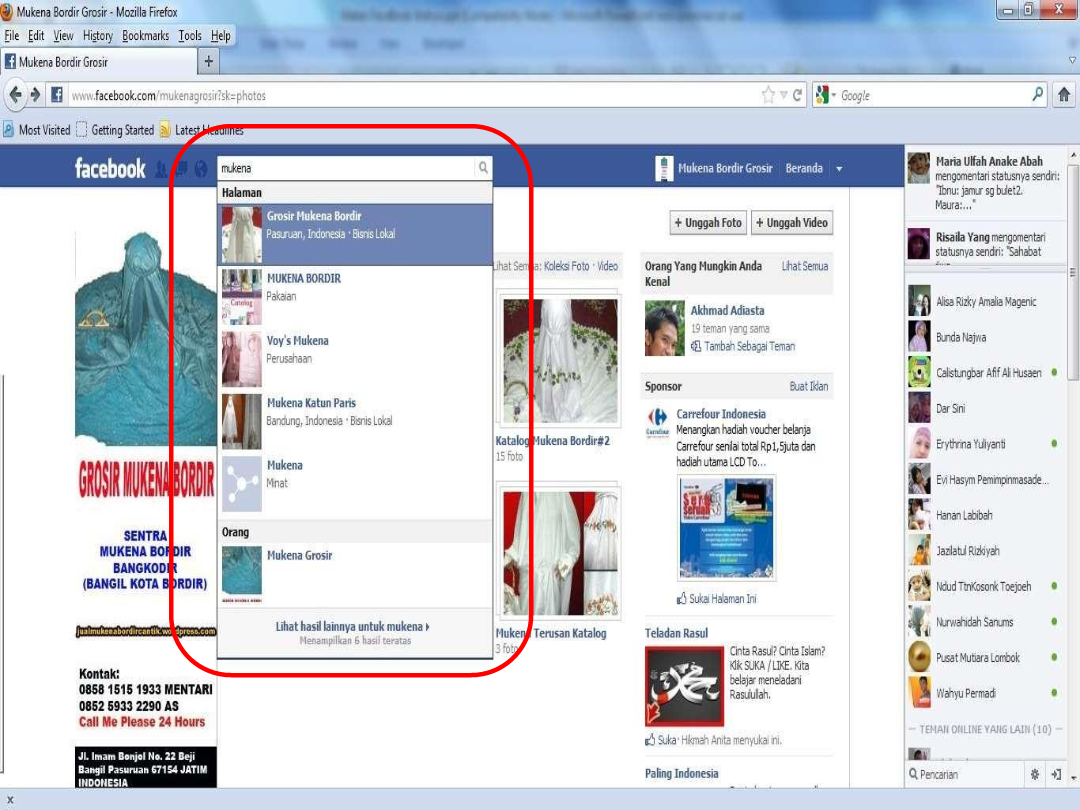 Mukena Bordir Grosir - Mozilla Firefox
File Edit View History Bookmarks Tools Help
Mukena Bordir Grosir
www.facebook.com/mukenagrosir?sk=photos
Google
Most Visited Getting Started Latest Headlines
facebook
mukena
Mukena Bordir Grosir Beranda
Halaman
Grosir Mukena Bordir
Pasuruan, Indonesia · Bisnis Lokal
MUKENA BORDIR
Pakaian
Voy's Mukena
Perusahaan
Mukena Katun Paris
Bandung, Indonesia · Bisnis Lokal
Mukena
Minat
Orang
Mukena Grosir
Lihat hasil lainnya untuk mukena
Menampilkan 6 hasil teratas
GROSIR MUKENA BORDIR
SENTRA
MUKENA BORDIR
BANGKODIR
(BANGIL KOTA BORDIR)
jualmukenabordircantik.wordpress.com
Kontak:
0858 1515 1933 MENTARI
0852 5933 2290 AS
Call Me Please 24 Hours
Jl. Imam Bonjol No. 22 Beji
Bangil Pasuruan 67154 JATIM
INDONESIA
+ Unggah Foto + Unggah Video
Lihat Semua: Koleksi Foto · Video
Katalog Mukena Bordir#2
15 foto
Mukena Terusan Katalog
3 foto
Orang Yang Mungkin Anda
Kenal
Lihat Semua
Akhmad Adiasta
19 teman yang sama
Tambah Sebagai Teman
Sponsor Buat Iklan
Carrefour Indonesia
Menangkan hadiah voucher belanja
Carrefour senilai total Rp1,5juta dan
hadiah utama LCD To...
Carrefour
Sukai Halaman Ini
Teladan Rasul
Cinta Rasul? Cinta Islam?
Klik SUKA / LIKE. Kita
belajar meneladani
Rasulullah.
Suka · Hikmah Anita menyukai ini.
Paling Indonesia
Maria Ulfah Anake Abah
mengomentari statusnya sendiri:
"Ibnu: jamur sg bulet2.
Maura:..."
Risaila Yang mengomentari
statusnya sendiri: "Sahabat
Alisa Rizky Amalia Magenic
Bunda Najwa
Calistungbar Afif Ali Husaen
Dar Sini
Erythrina Yuliyanti
Evi Hasym Pemimpinmasade...
Hanan Labibah
Jazilatul Rizkiyah
Ndud TtnKosonk Toejoeh
Nurwahidah Sanums
Pusat Mutiara Lombok
Wahyu Permadi
TEMAN ONLINE YANG LAIN (10)
Pencarian
x